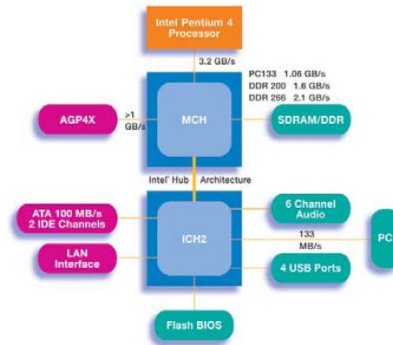 Intel Pentium 4
Processor
3.2 GB/s
PC133 1.06 GB/s
DDR 200 1.6 GB/s
DDR 266 2.1 GB/s
AGP4X
>1
GB/s
MCH
SDRAM/DDR
Intel® Hub Architecture
ATA 100 MB/s
2 IDE Channels
6 Channel
Audio
ICH2
133
MB/s
PC
LAN
Interface
4 USB Ports
Flash BIOS